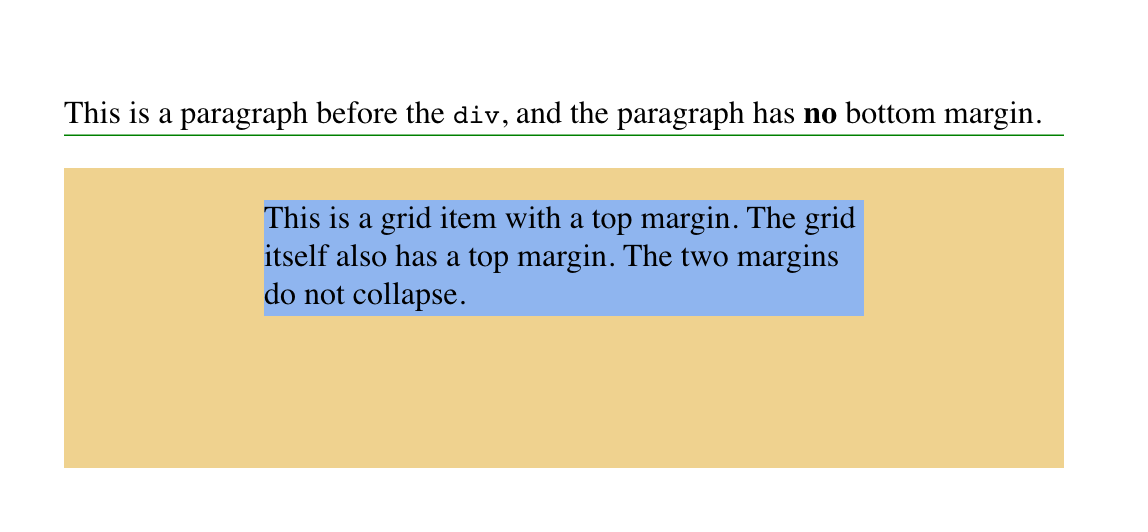 This is a paragraph before the div, and the paragraph has no bottom margin.
This is a grid item with a top margin. The grid
itself also has a top margin. The two margins
do not collapse.